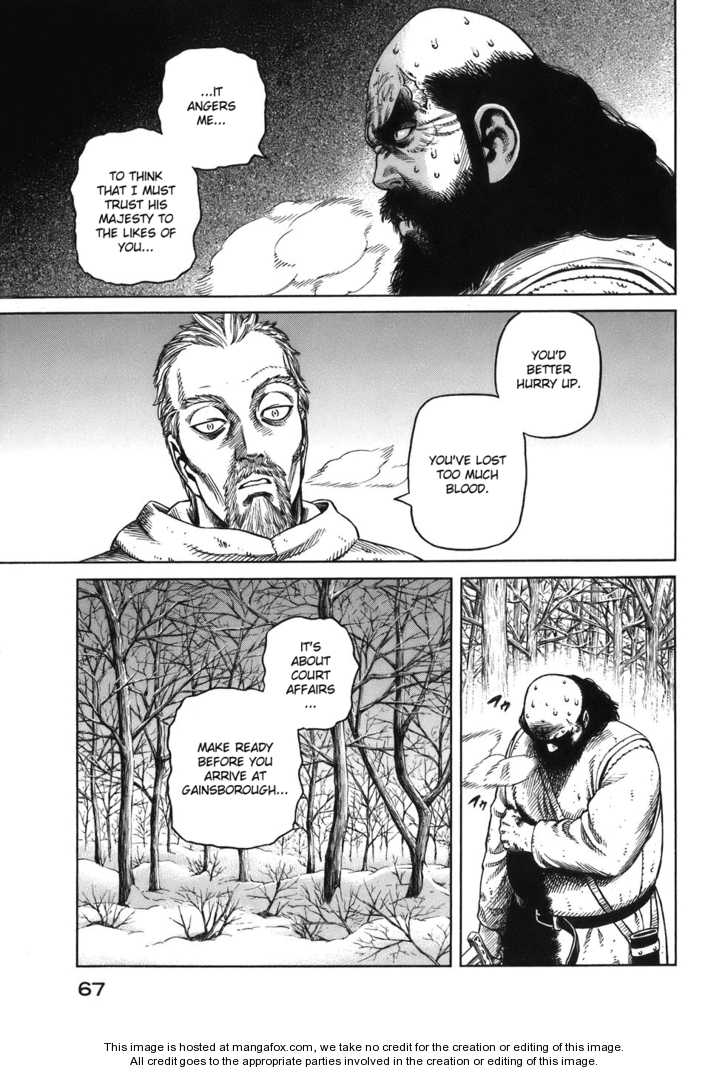 ...IT
ANGERS
ME...
TO THINK
THAT I MUST
TRUST HIS
MAJESTY TO
THE LIKES OF
YOU...
YOU'D
BETTER
HURRY UP.
YOU'VE LOST
TOO MUCH
BLOOD.
IT'S
ABOUT
COURT
AFFAIRS
...
MAKE READY
BEFORE YOU
ARRIVE AT
GAINSBOROUGH...
67
This image is hosted at mangafox.com, we take no credit for the creation or editing of this image.
All credit goes to the appropriate parties involved in the creation or editing of this image.